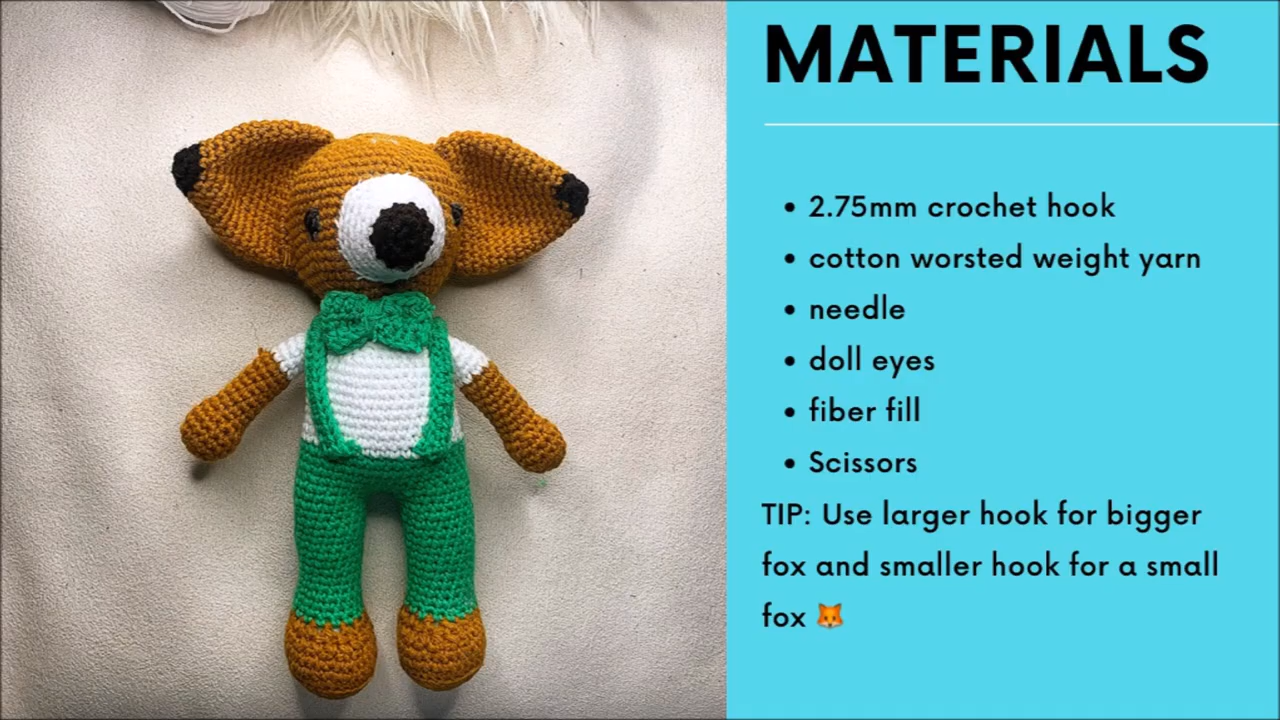 MATERIALS
• 2.75mm crochet hook
• cotton worsted weight yarn
• needle
• doll eyes
• fiber fill
• Scissors
TIP: Use larger hook for bigger
fox and smaller hook for a small
fox 🦊